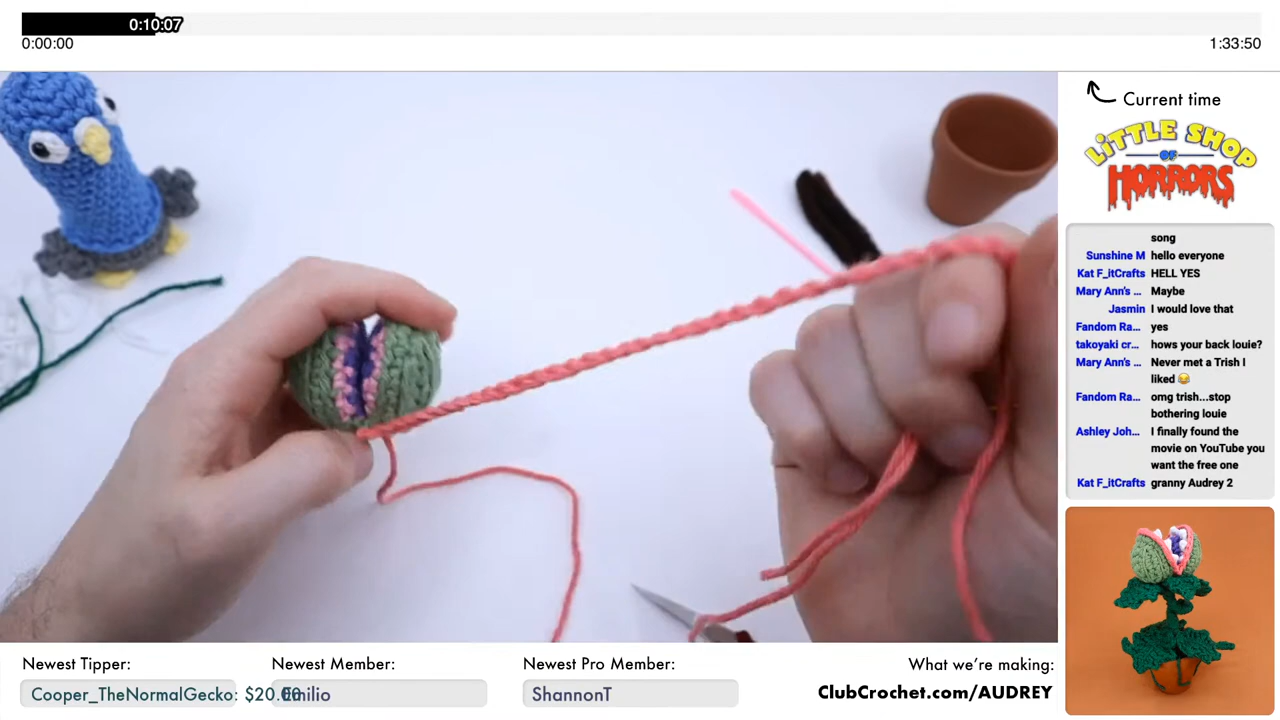 0:10:07
0:00:00
1:33:50
Current time
LiTTLE SHOP
OF
HORRORS
song
Sunshine M hello everyone
Kat F_itCrafts HELL YES
Mary Ann's ... Maybe
Jasmin I would love that
Fandom Ra... yes
takoyaki cr... hows your back louie?
Mary Ann's ... Never met a Trish I
liked 😂
Fandom Ra... omg trish...stop
bothering louie
Ashley Joh... I finally found the
movie on YouTube you
want the free one
Kat F_itCrafts granny Audrey 2
Newest Tipper:
Cooper_TheNormalGecko: $20.00
Newest Member:
Emilio
Newest Pro Member:
ShannonT
What we're making:
ClubCrochet.com/AUDREY